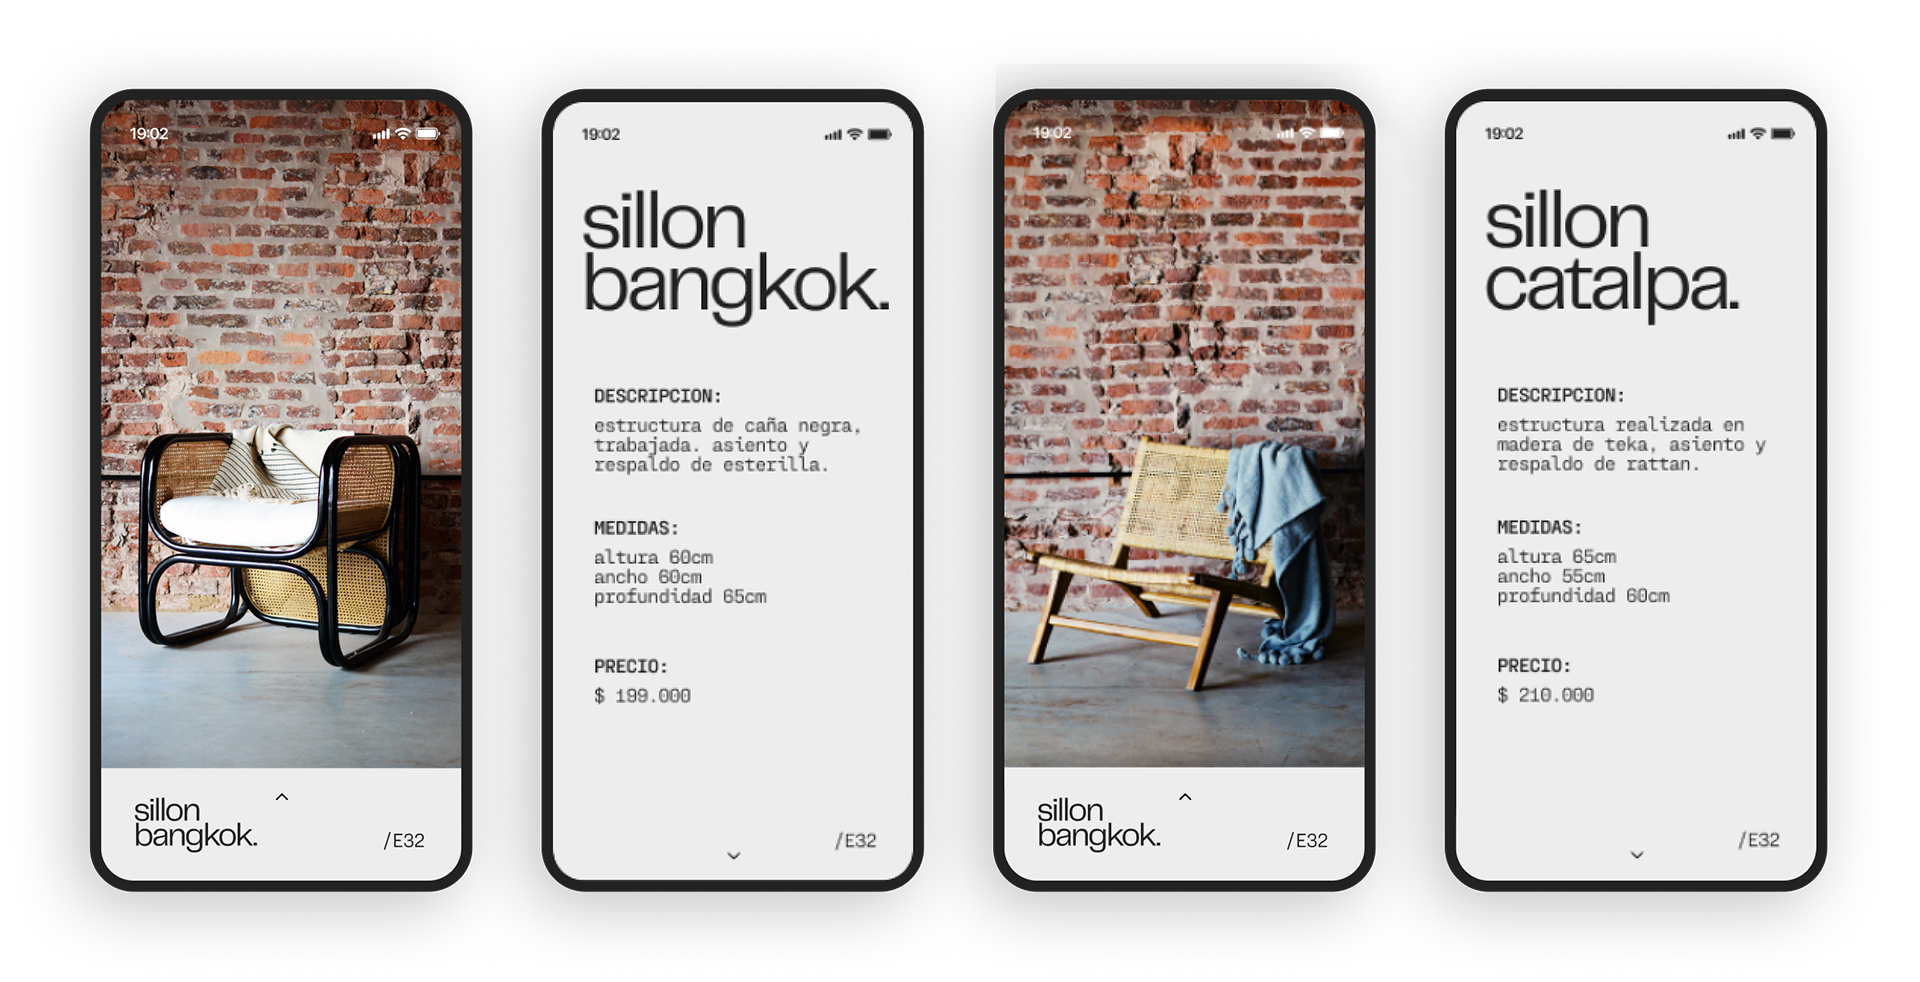 19:02
sillon
bangkok.
/E32
19:02
sillon
bangkok.
DESCRIPCION:
estructura de caña negra,
trabajada. asiento y
respaldo de esterilla.
MEDIDAS:
altura 60cm
ancho 60cm
profundidad 65cm
PRECIO:
$ 199.000
/E32
19:02
sillon
bangkok.
/E32
19:02
sillon
catalpa.
DESCRIPCION:
estructura realizada en
madera de teka, asiento y
respaldo de rattan.
MEDIDAS:
altura 65cm
ancho 55cm
profundidad 60cm
PRECIO:
$ 210.000
/E32